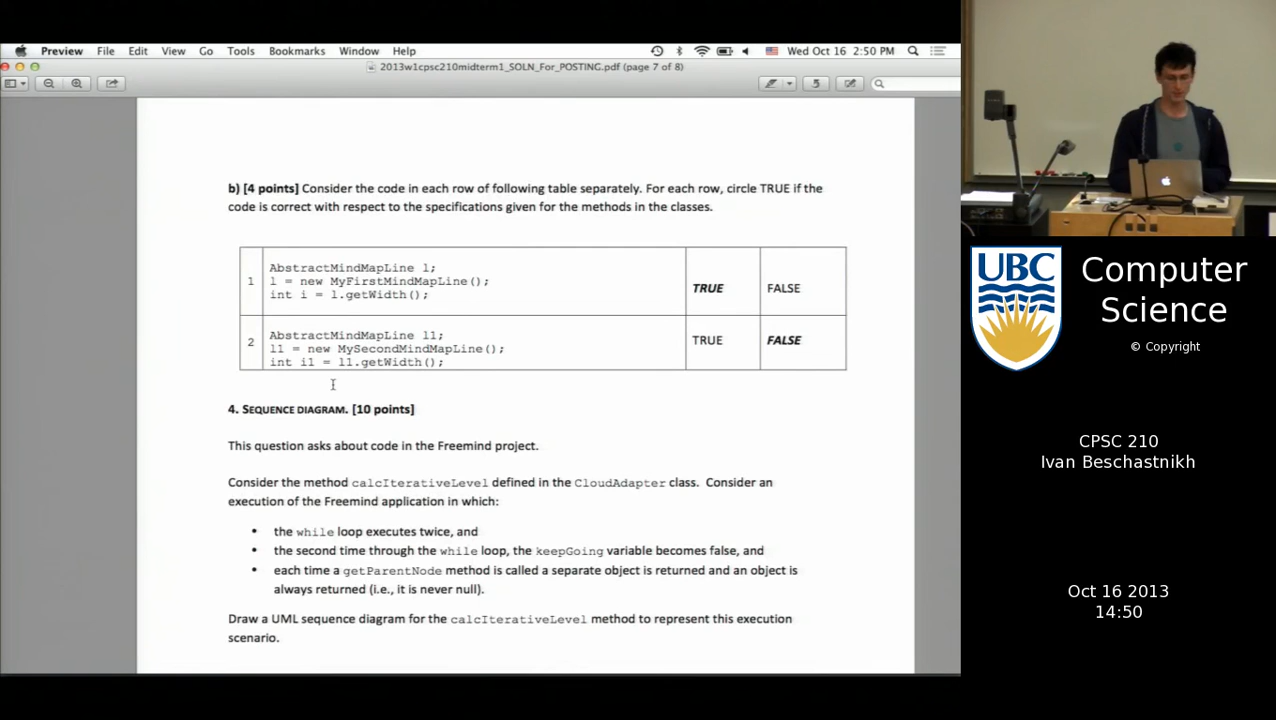 Preview File Edit View Go Tools Bookmarks Window Help Wed Oct 16 2:50 PM
2013w1cpsc210midterm1_SOLN_For_POSTING.pdf (page 7 of 8)
b) [4 points] Consider the code in each row of following table separately. For each row, circle TRUE if the
code is correct with respect to the specifications given for the methods in the classes.
1
AbstractMindMapLine l;
l = new MyFirstMindMapLine();
int i = l.getWidth();
TRUE FALSE
2
AbstractMindMapLine l1;
l1 = new MySecondMindMapLine();
int i1 = l1.getWidth();
TRUE FALSE
4. SEQUENCE DIAGRAM. [10 points]
This question asks about code in the Freemind project.
Consider the method calcIterativeLevel defined in the CloudAdapter class. Consider an
execution of the Freemind application in which:
• the while loop executes twice, and
• the second time through the while loop, the keepGoing variable becomes false, and
• each time a getParentNode method is called a separate object is returned and an object is
always returned (i.e., it is never null).
Draw a UML sequence diagram for the calcIterativeLevel method to represent this execution
scenario.
UBC
Computer
Science
© Copyright
CPSC 210
Ivan Beschastnikh
Oct 16 2013
14:50